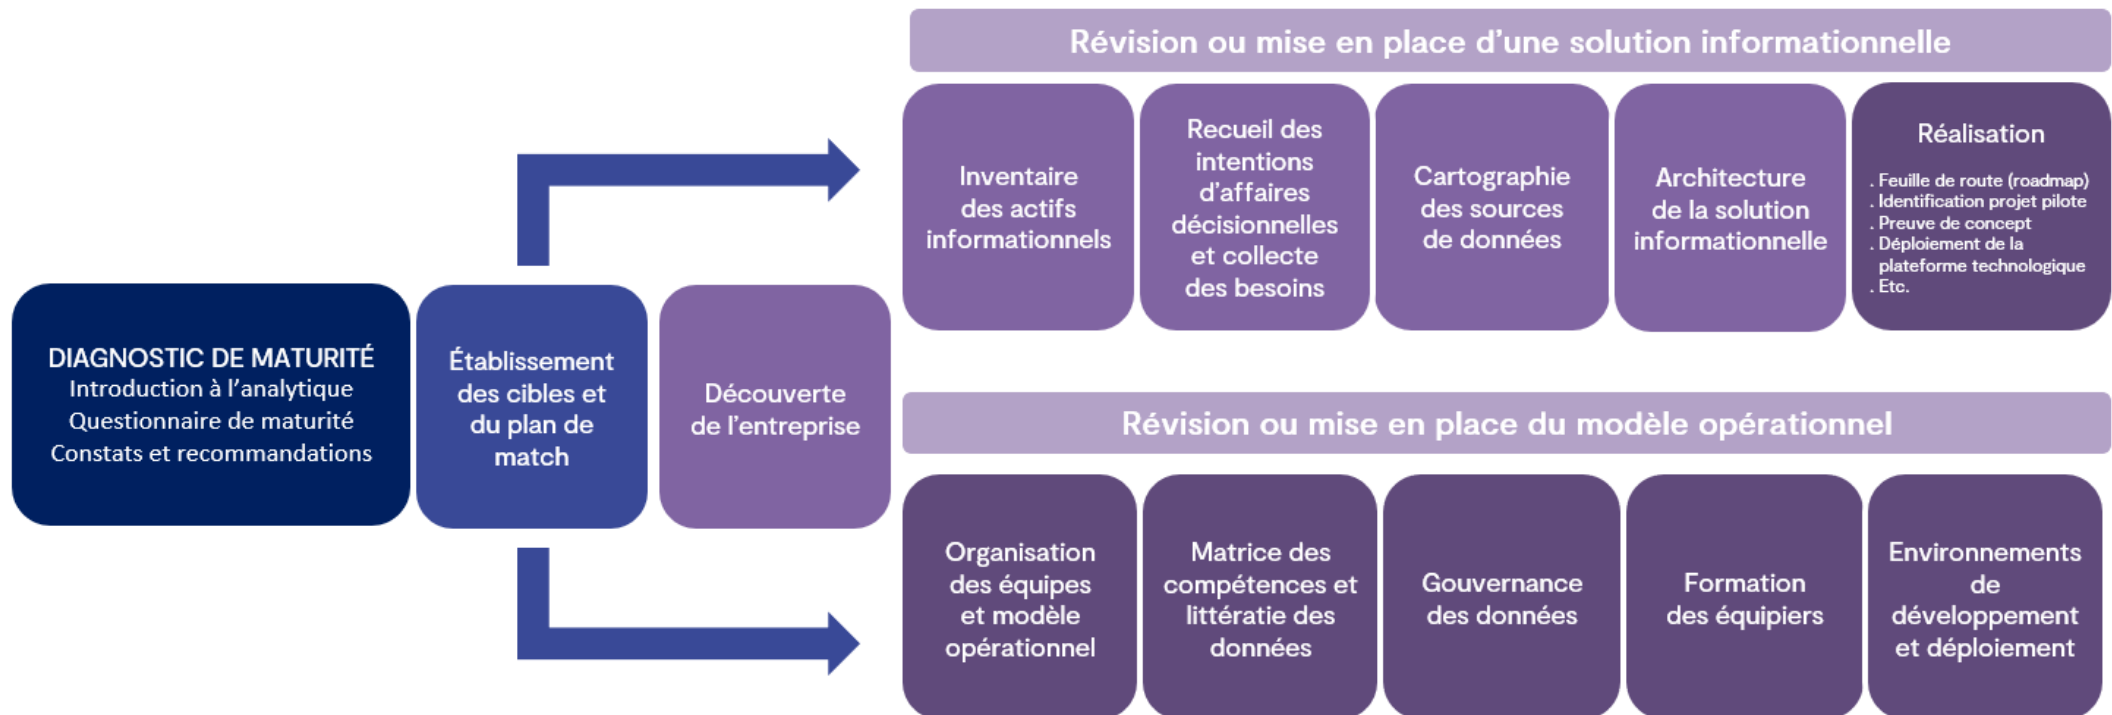 DIAGNOSTIC DE MATURITÉ
Introduction à l’analytique
Questionnaire de maturité
Constats et recommandations
Établissement
des cibles et
du plan de
match
Découverte
de l’entreprise
Révision ou mise en place d’une solution informationnelle
Inventaire
des actifs
informationnels
Recueil des
intentions
d’affaires
décisionnelles
et collecte
des besoins
Cartographie
des sources
de données
Architecture
de la solution
informationnelle
Réalisation
. Feuille de route (roadmap)
. Identification projet pilote
. Preuve de concept
. Déploiement de la
plateforme technologique
. Etc.
Révision ou mise en place du modèle opérationnel
Organisation
des équipes
et modèle
opérationnel
Matrice des
compétences et
littératie des
données
Gouvernance
des données
Formation
des équipiers
Environnements
de
développement
et déploiement